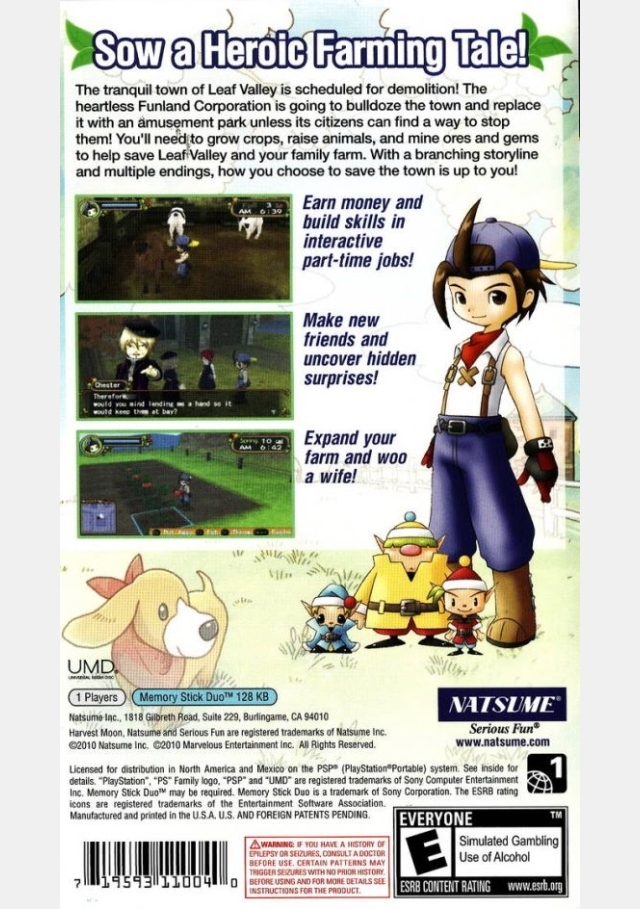 Sow a Heroic Farming Tale!
The tranquil town of Leaf Valley is scheduled for demolition! The
heartless Funland Corporation is going to bulldoze the town and replace
it with an amusement park unless its citizens can find a way to stop
them! You'll need to grow crops, raise animals, and mine ores and gems
to help save Leaf Valley and your family farm. With a branching storyline
and multiple endings, how you choose to save the town is up to you!
AM 6:39
Earn money and
build skills in
interactive
part-time jobs!
Chester
Therefore,
would you mind lending me a hand so it
would keep them at bay?
Make new
friends and
uncover hidden
surprises!
Spring 10
AM 6:42
Expand your
farm and woo
a wife!
UMD
UNIVERSAL MEDIA DISC
1 Players
Memory Stick Duo™ 128 KB
NATSUME®
Serious Fun®
www.natsume.com
Natsume Inc., 1818 Gilbreth Road, Suite 229, Burlingame, CA 94010
Harvest Moon, Natsume and Serious Fun are registered trademarks of Natsume Inc.
©2010 Natsume Inc. ©2010 Marvelous Entertainment Inc. All Rights Reserved.
Licensed for distribution in North America and Mexico on the PSP® (PlayStation®Portable) system. See inside for
details. "PlayStation", "PS" Family logo, "PSP" and "UMD" are registered trademarks of Sony Computer Entertainment
Inc. Memory Stick Duo™ may be required. Memory Stick Duo is a trademark of Sony Corporation. The ESRB rating
icons are registered trademarks of the Entertainment Software Association.
Manufactured and printed in the U.S.A. U.S. AND FOREIGN PATENTS PENDING.
1
7 19593 11004 0
WARNING: IF YOU HAVE A HISTORY OF
EPILEPSY OR SEIZURES, CONSULT A DOCTOR
BEFORE USE. CERTAIN PATTERNS MAY
TRIGGER SEIZURES WITH NO PRIOR HISTORY.
BEFORE USING AND FOR MORE DETAILS SEE
INSTRUCTIONS FOR THE PRODUCT.
EVERYONE ™
E
Simulated Gambling
Use of Alcohol
ESRB CONTENT RATING www.esrb.org